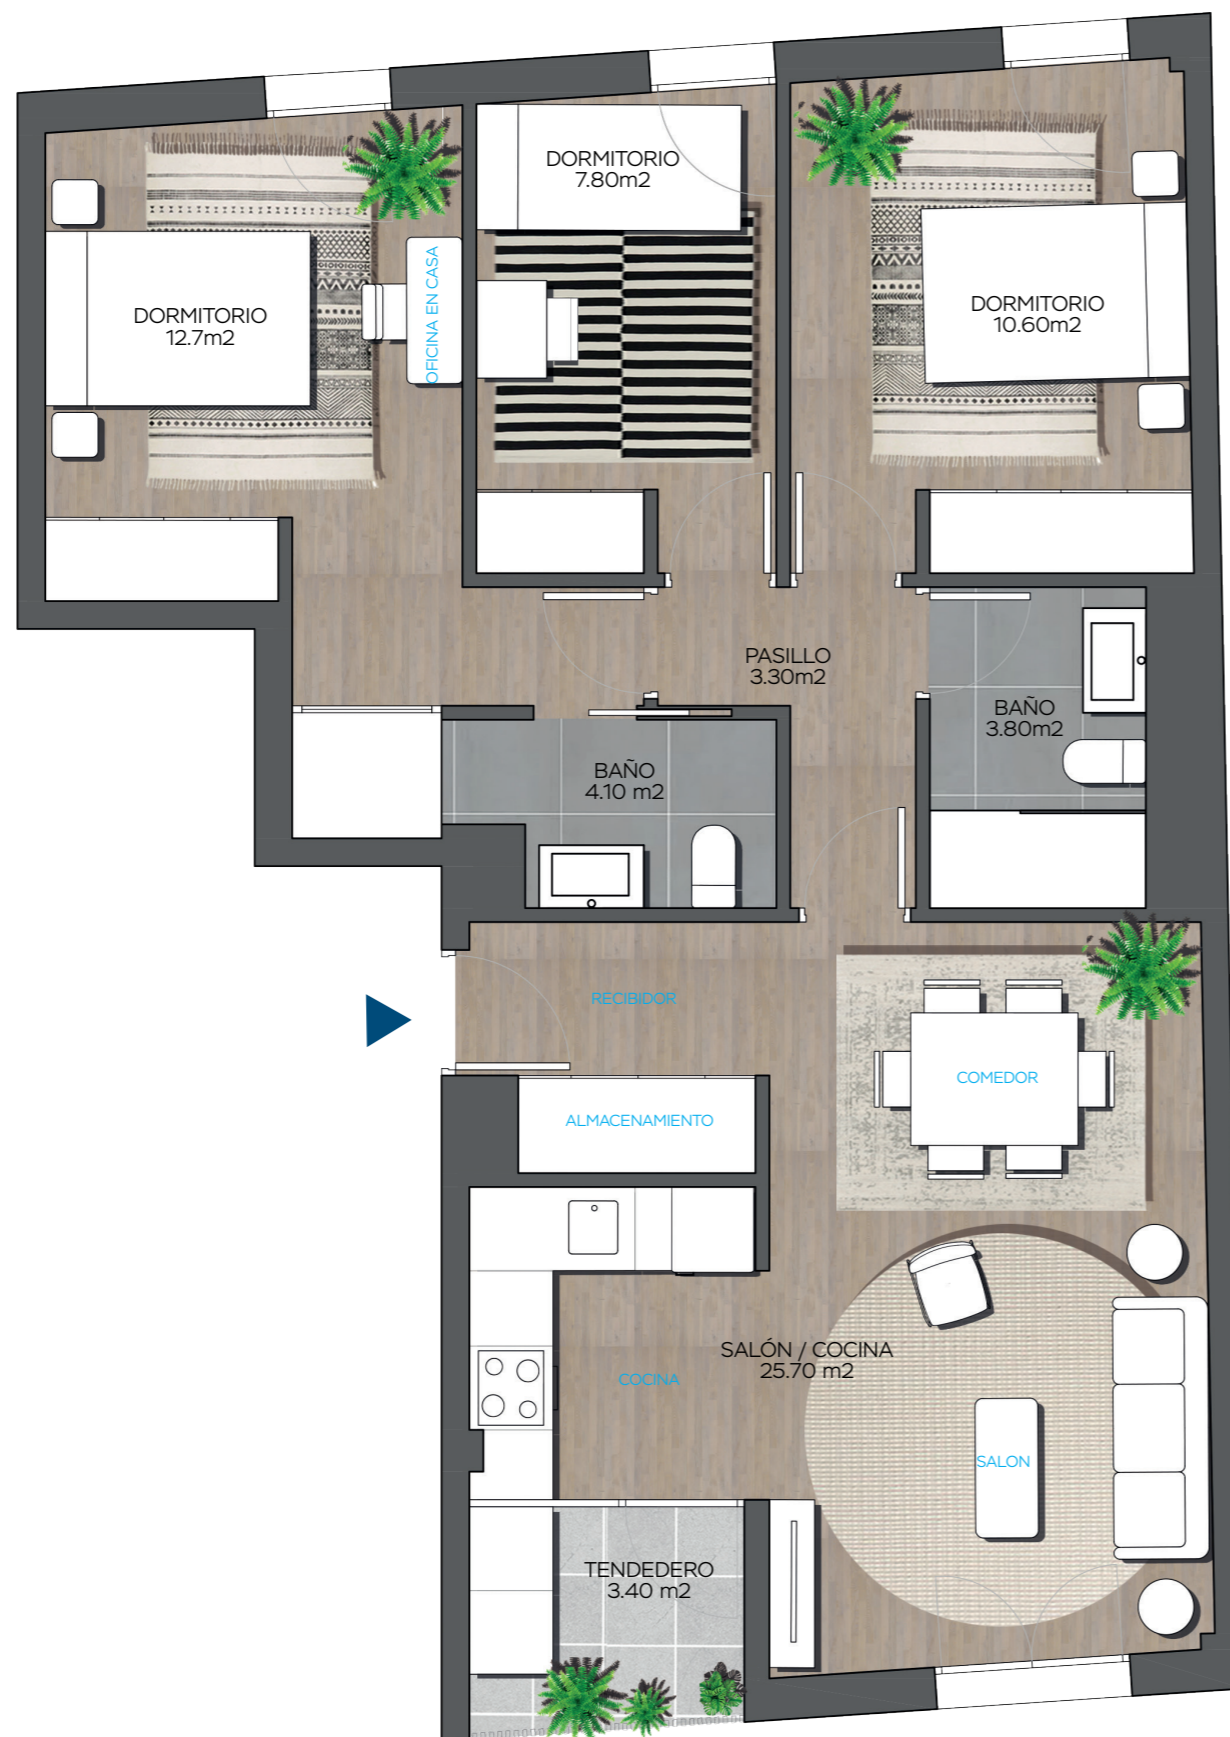 DORMITORIO
12.7m2
OFICINA EN CASA
DORMITORIO
7.80m2
DORMITORIO
10.60m2
PASILLO
3.30m2
BAÑO
3.80m2
BAÑO
4.10 m2
RECIBIDOR
COMEDOR
ALMACENAMIENTO
SALÓN / COCINA
25.70 m2
COCINA
SALON
TENDEDERO
3.40 m2